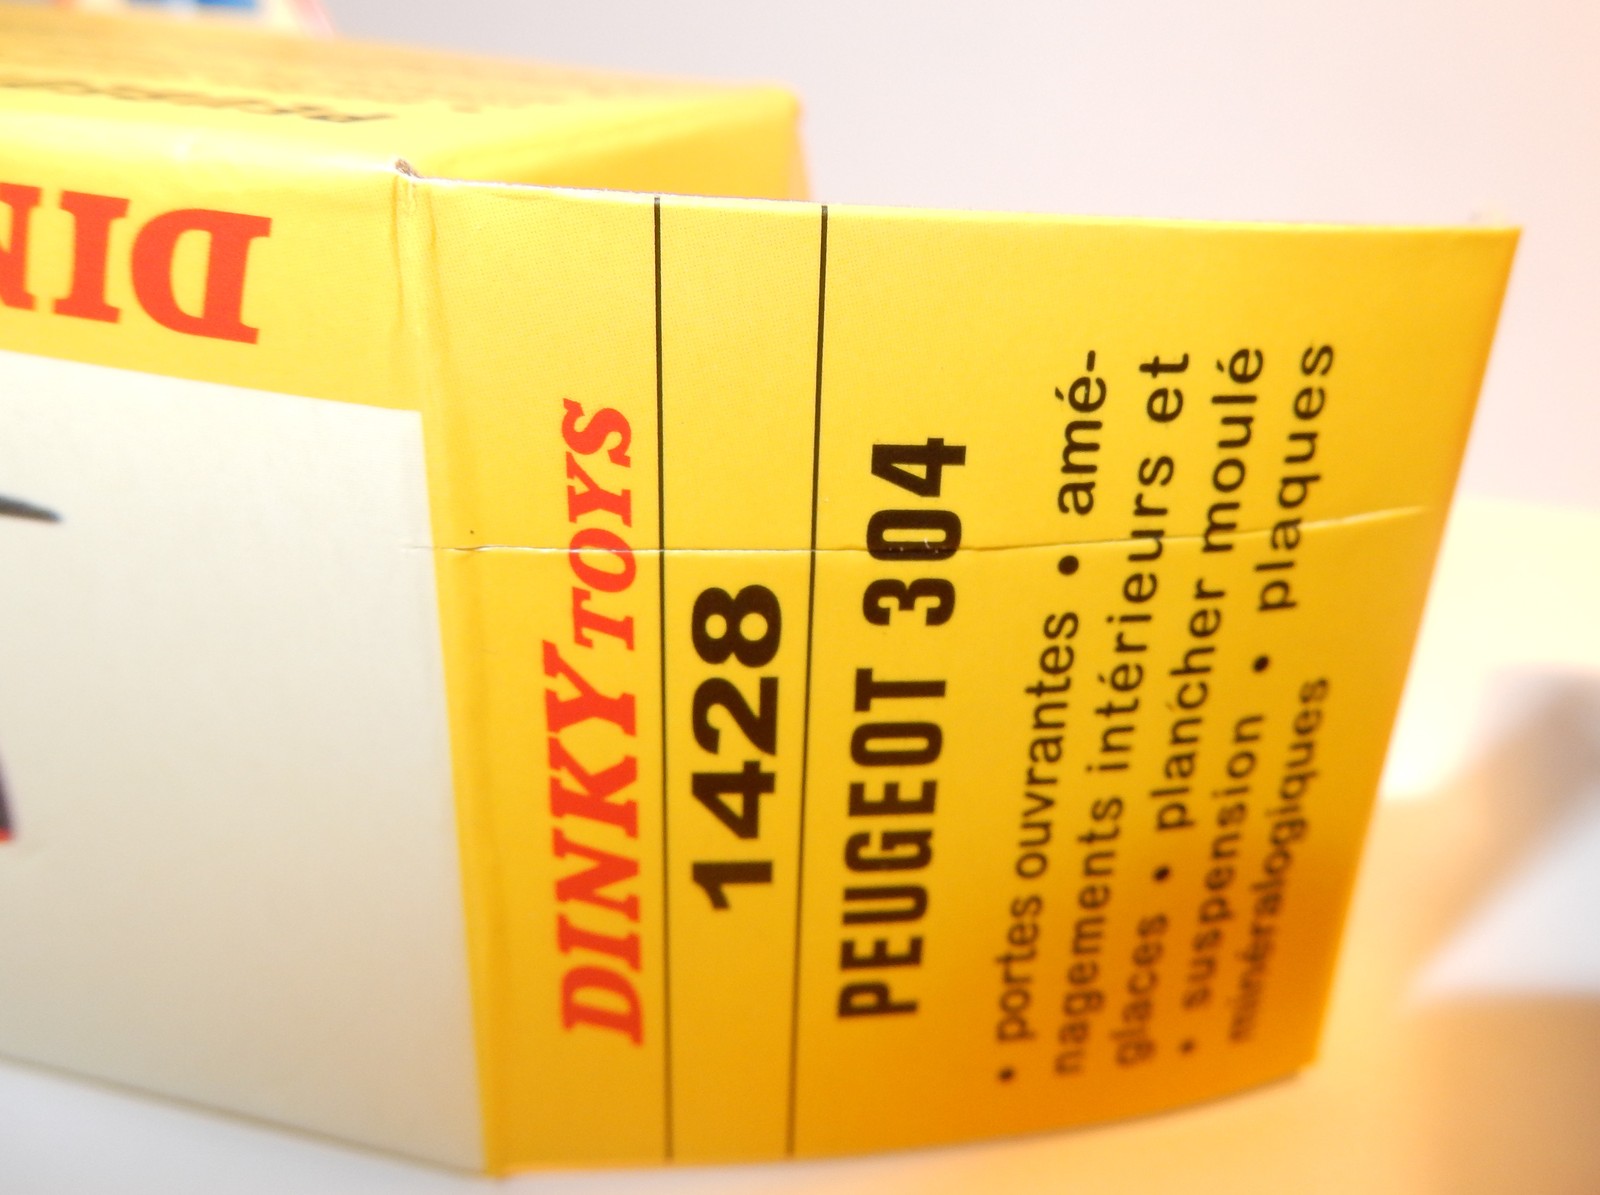 DINKY TOYS
1428
PEUGEOT 304
• portes ouvrantes • amé-
nagements intérieurs et
glaces • plancher moulé
• suspension • plaques
minéralogiques
DIN